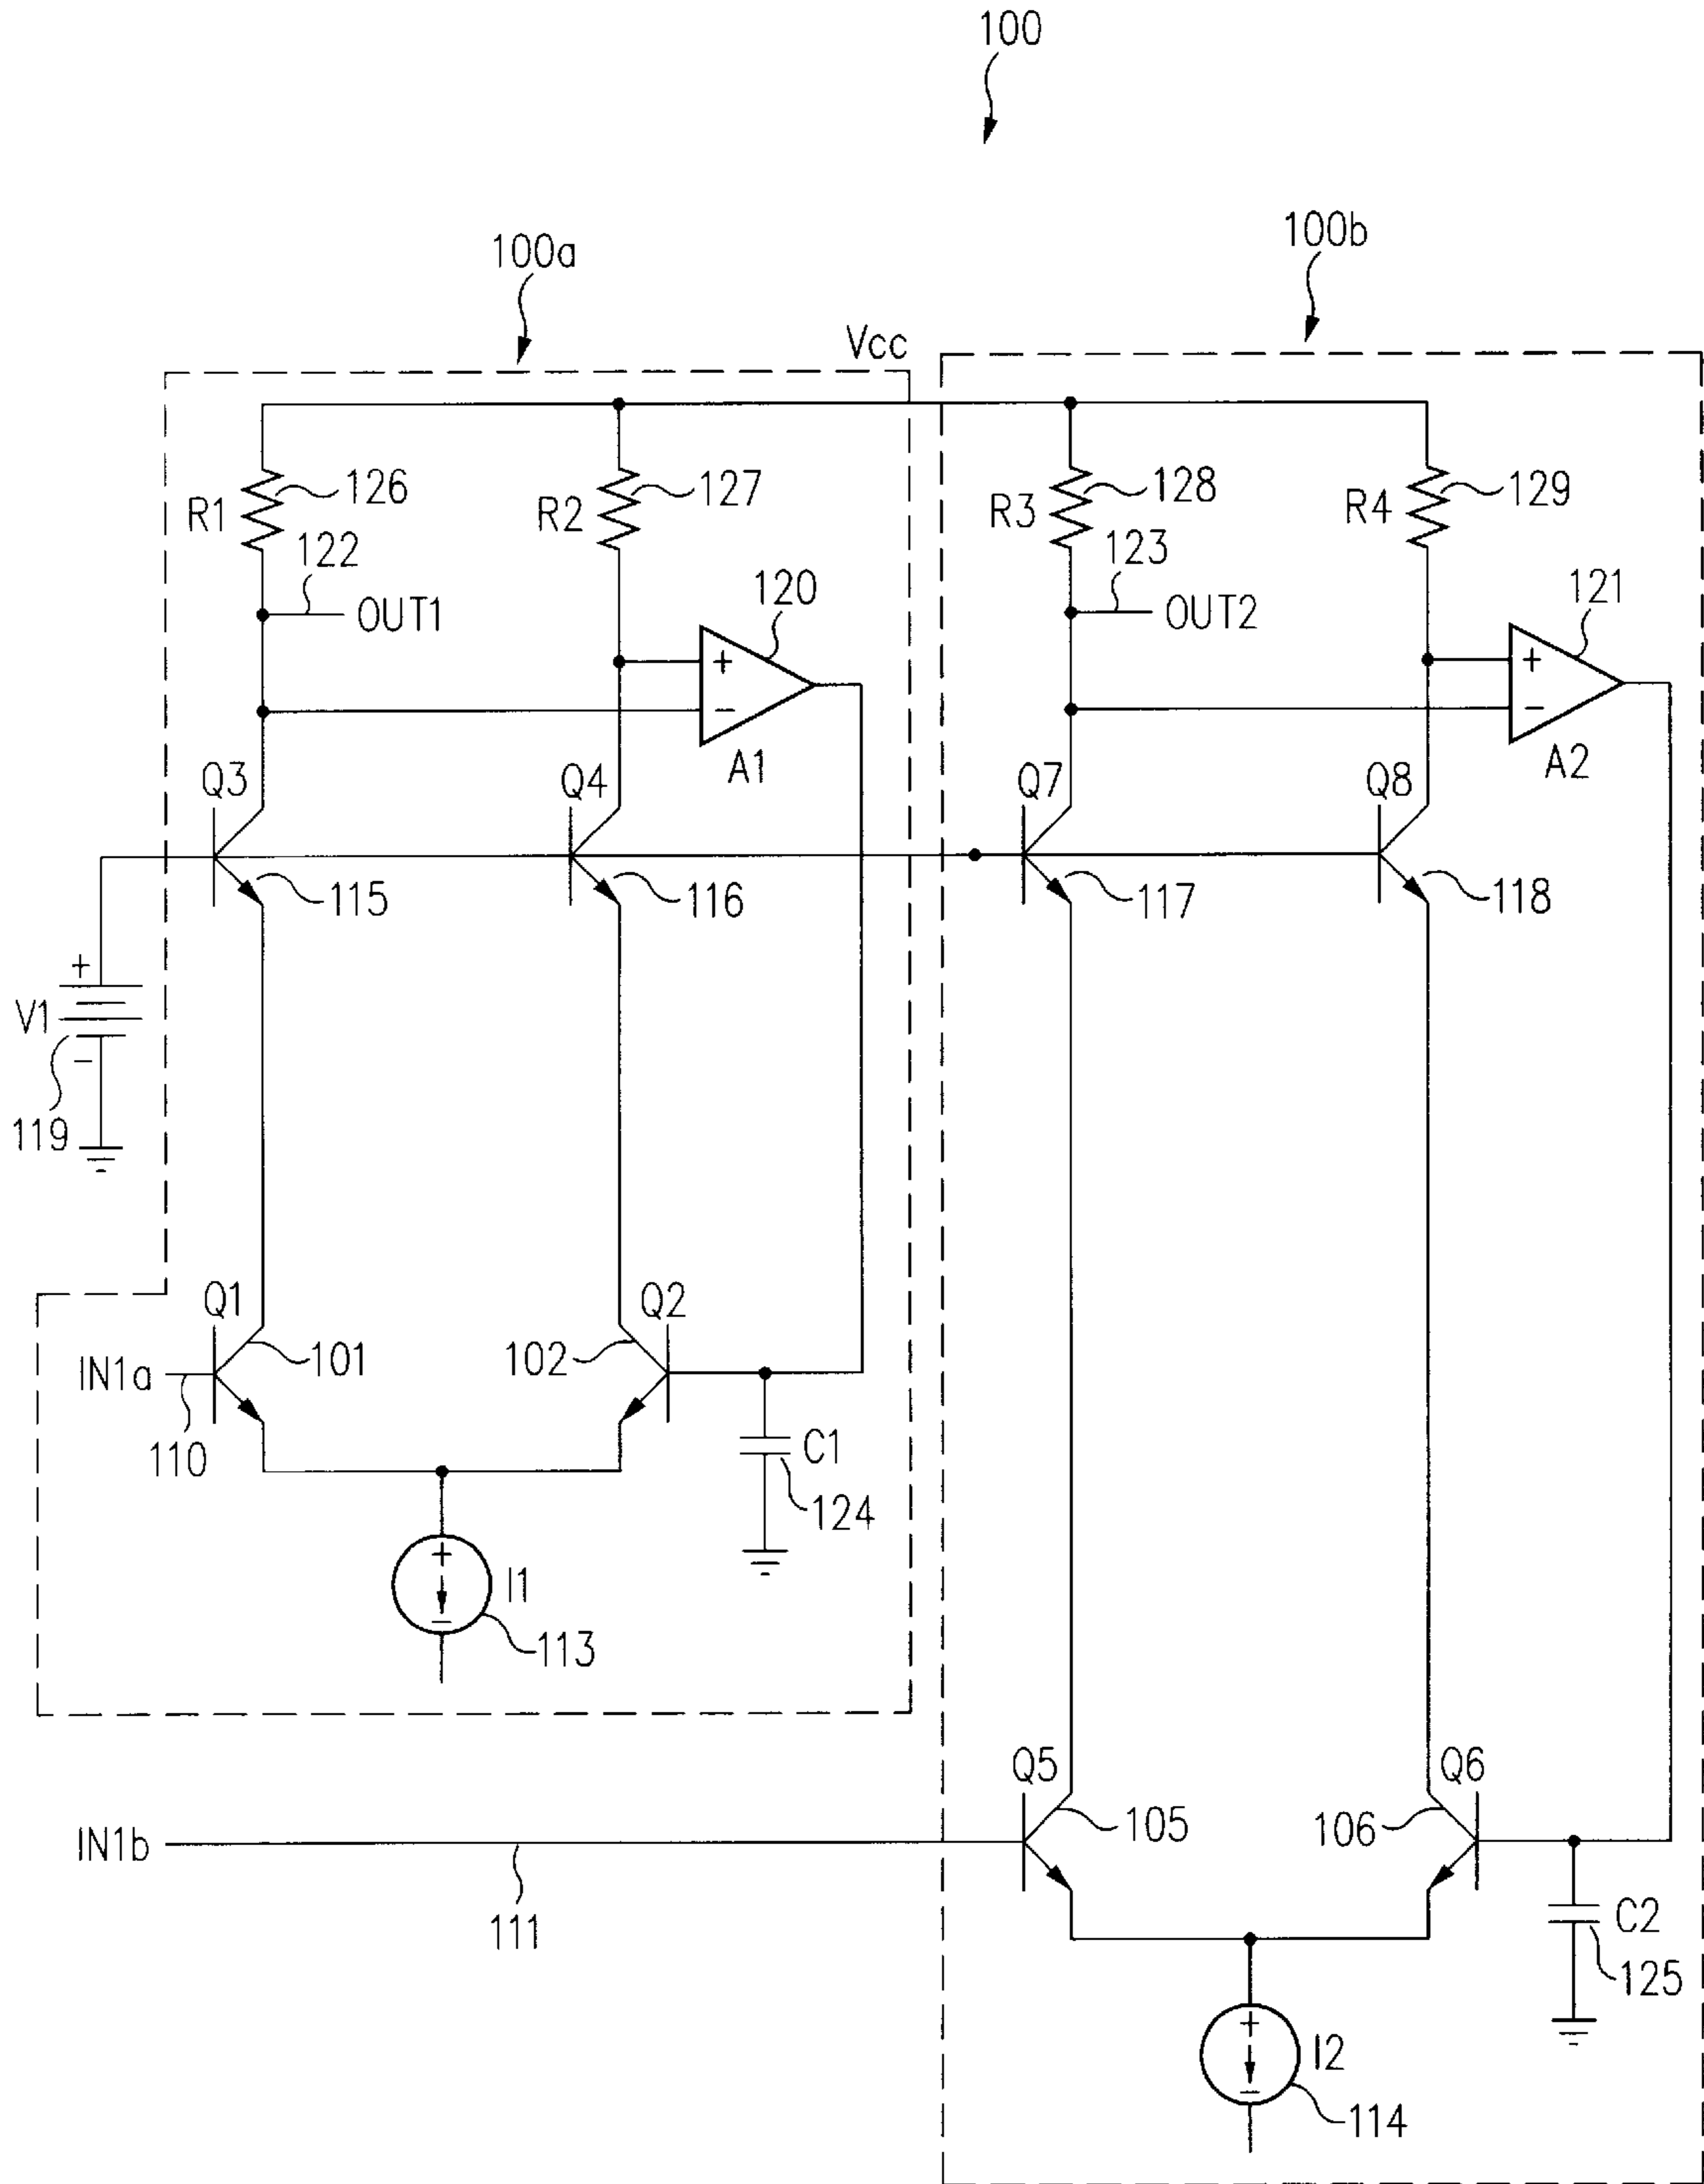 100
100a
100b
Vcc
R1
126
R2
127
R3
128
R4
129
122
OUT1
120
123
OUT2
121
+
−
A1
+
−
A2
Q3
Q4
Q7
Q8
115
116
117
118
+
V1
−
119
Q1
Q2
IN1a
101
102
110
C1
124
+
I1
−
113
Q5
Q6
IN1b
105
106
111
C2
125
+
I2
−
114